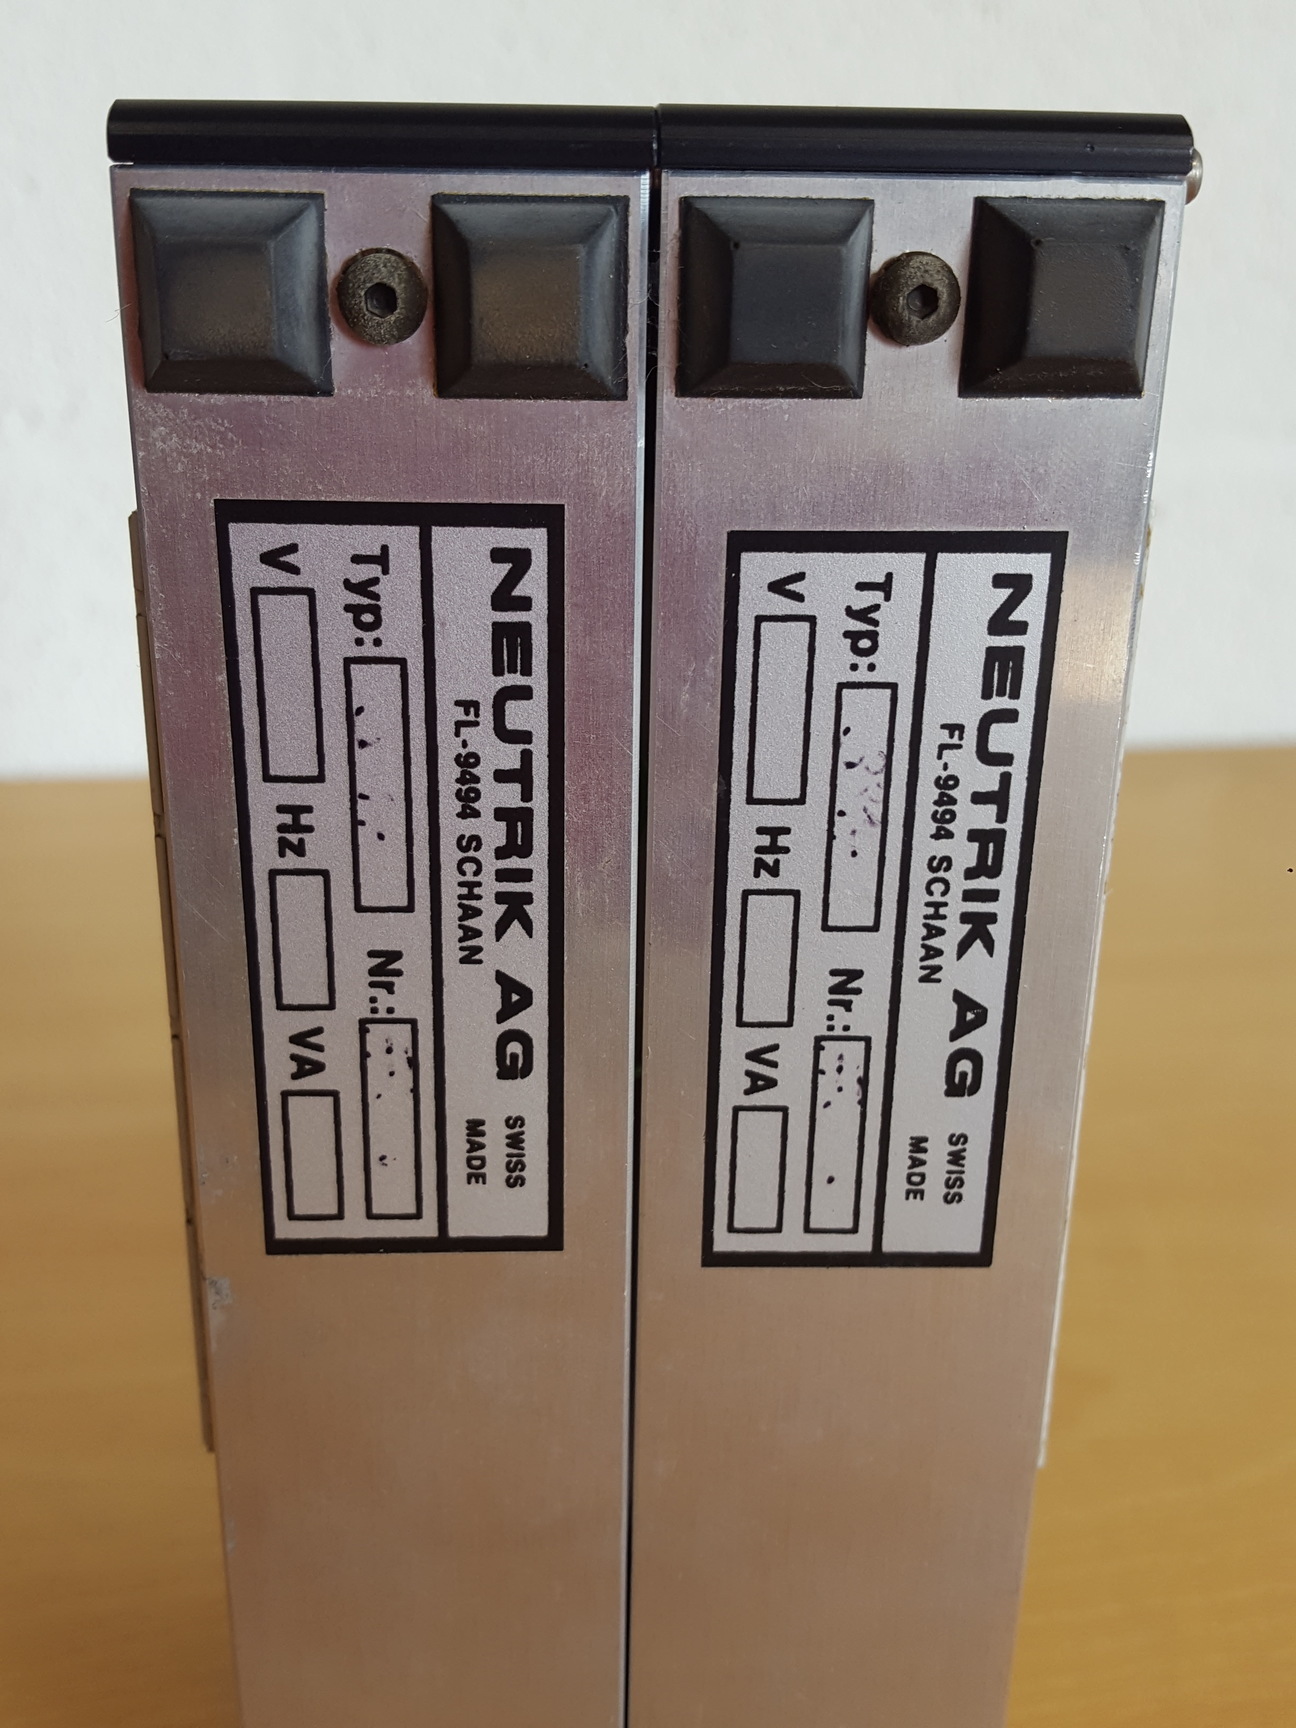 NEUTRIK AG SWISS MADE
FL-9494 SCHAAN
Typ: Nr.:
V Hz VA
NEUTRIK AG SWISS MADE
FL-9494 SCHAAN
Typ: Nr.:
V Hz VA